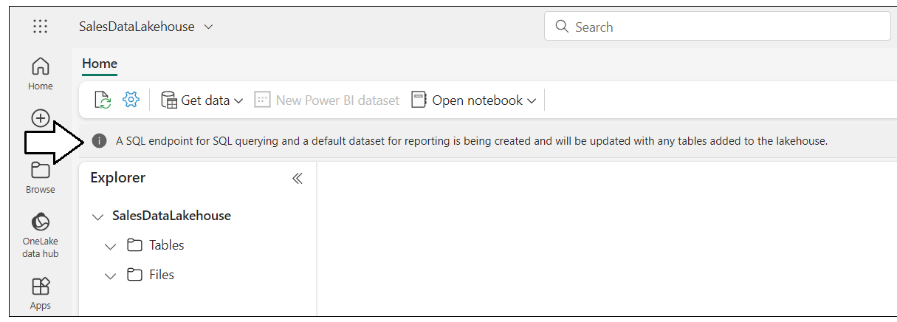 SalesDataLakehouse
Search
Home
Home
Get data
New Power BI dataset
Open notebook
A SQL endpoint for SQL querying and a default dataset for reporting is being created and will be updated with any tables added to the lakehouse.
Browse
OneLake
data hub
Apps
Explorer
SalesDataLakehouse
Tables
Files